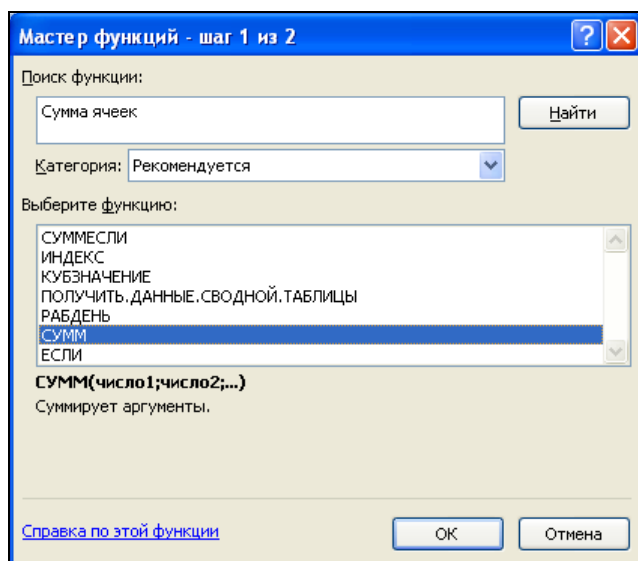 Мастер функций - шаг 1 из 2
Поиск функции:
Сумма ячеек
Найти
Категория: Рекомендуется
Выберите функцию:
СУММЕСЛИ
ИНДЕКС
КУБЗНАЧЕНИЕ
ПОЛУЧИТЬ.ДАННЫЕ.СВОДНОЙ.ТАБЛИЦЫ
РАБДЕНЬ
СУММ
ЕСЛИ
СУММ(число1;число2;...)
Суммирует аргументы.
Справка по этой функции
ОК
Отмена